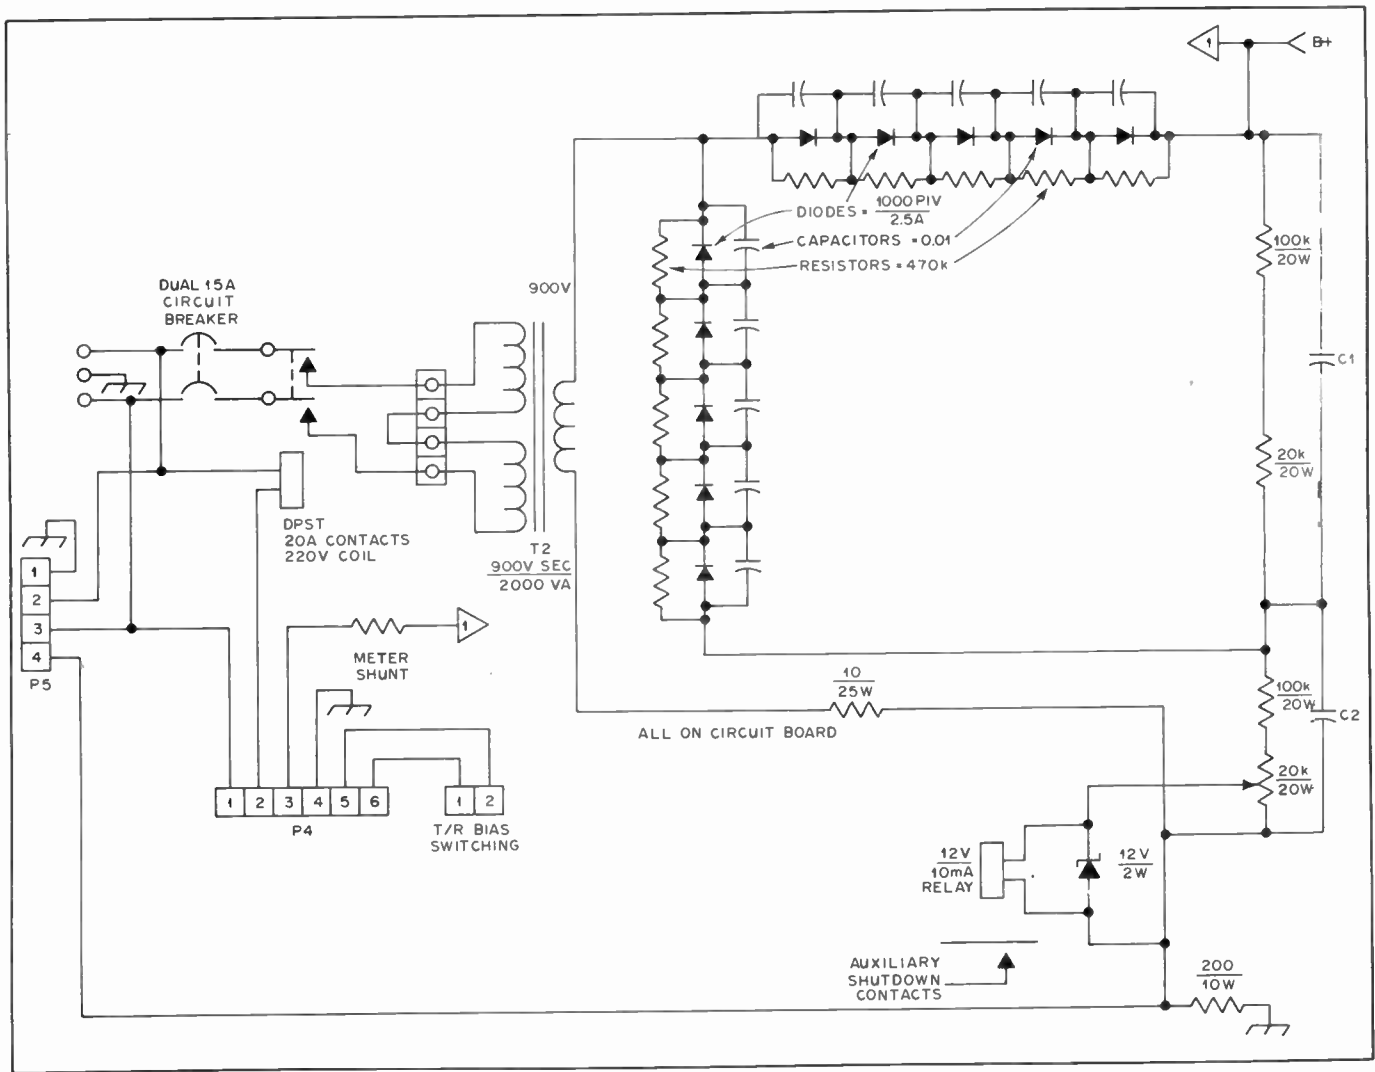 1
B+
DIODES = 1000 PIV
2.5A
CAPACITORS = 0.01
RESISTORS = 470k
100k
20W
900V
DUAL 15A
CIRCUIT
BREAKER
C1
20k
20W
DPST
20A CONTACTS
220V COIL
T2
900V SEC
2000 VA
1
2
3
4
P5
METER
SHUNT
1
10
25W
ALL ON CIRCUIT BOARD
100k
20W
C2
20k
20W
1 2 3 4 5 6
P4
1 2
T/R BIAS
SWITCHING
12V
10mA
RELAY
12V
2W
AUXILIARY
SHUTDOWN
CONTACTS
200
10W